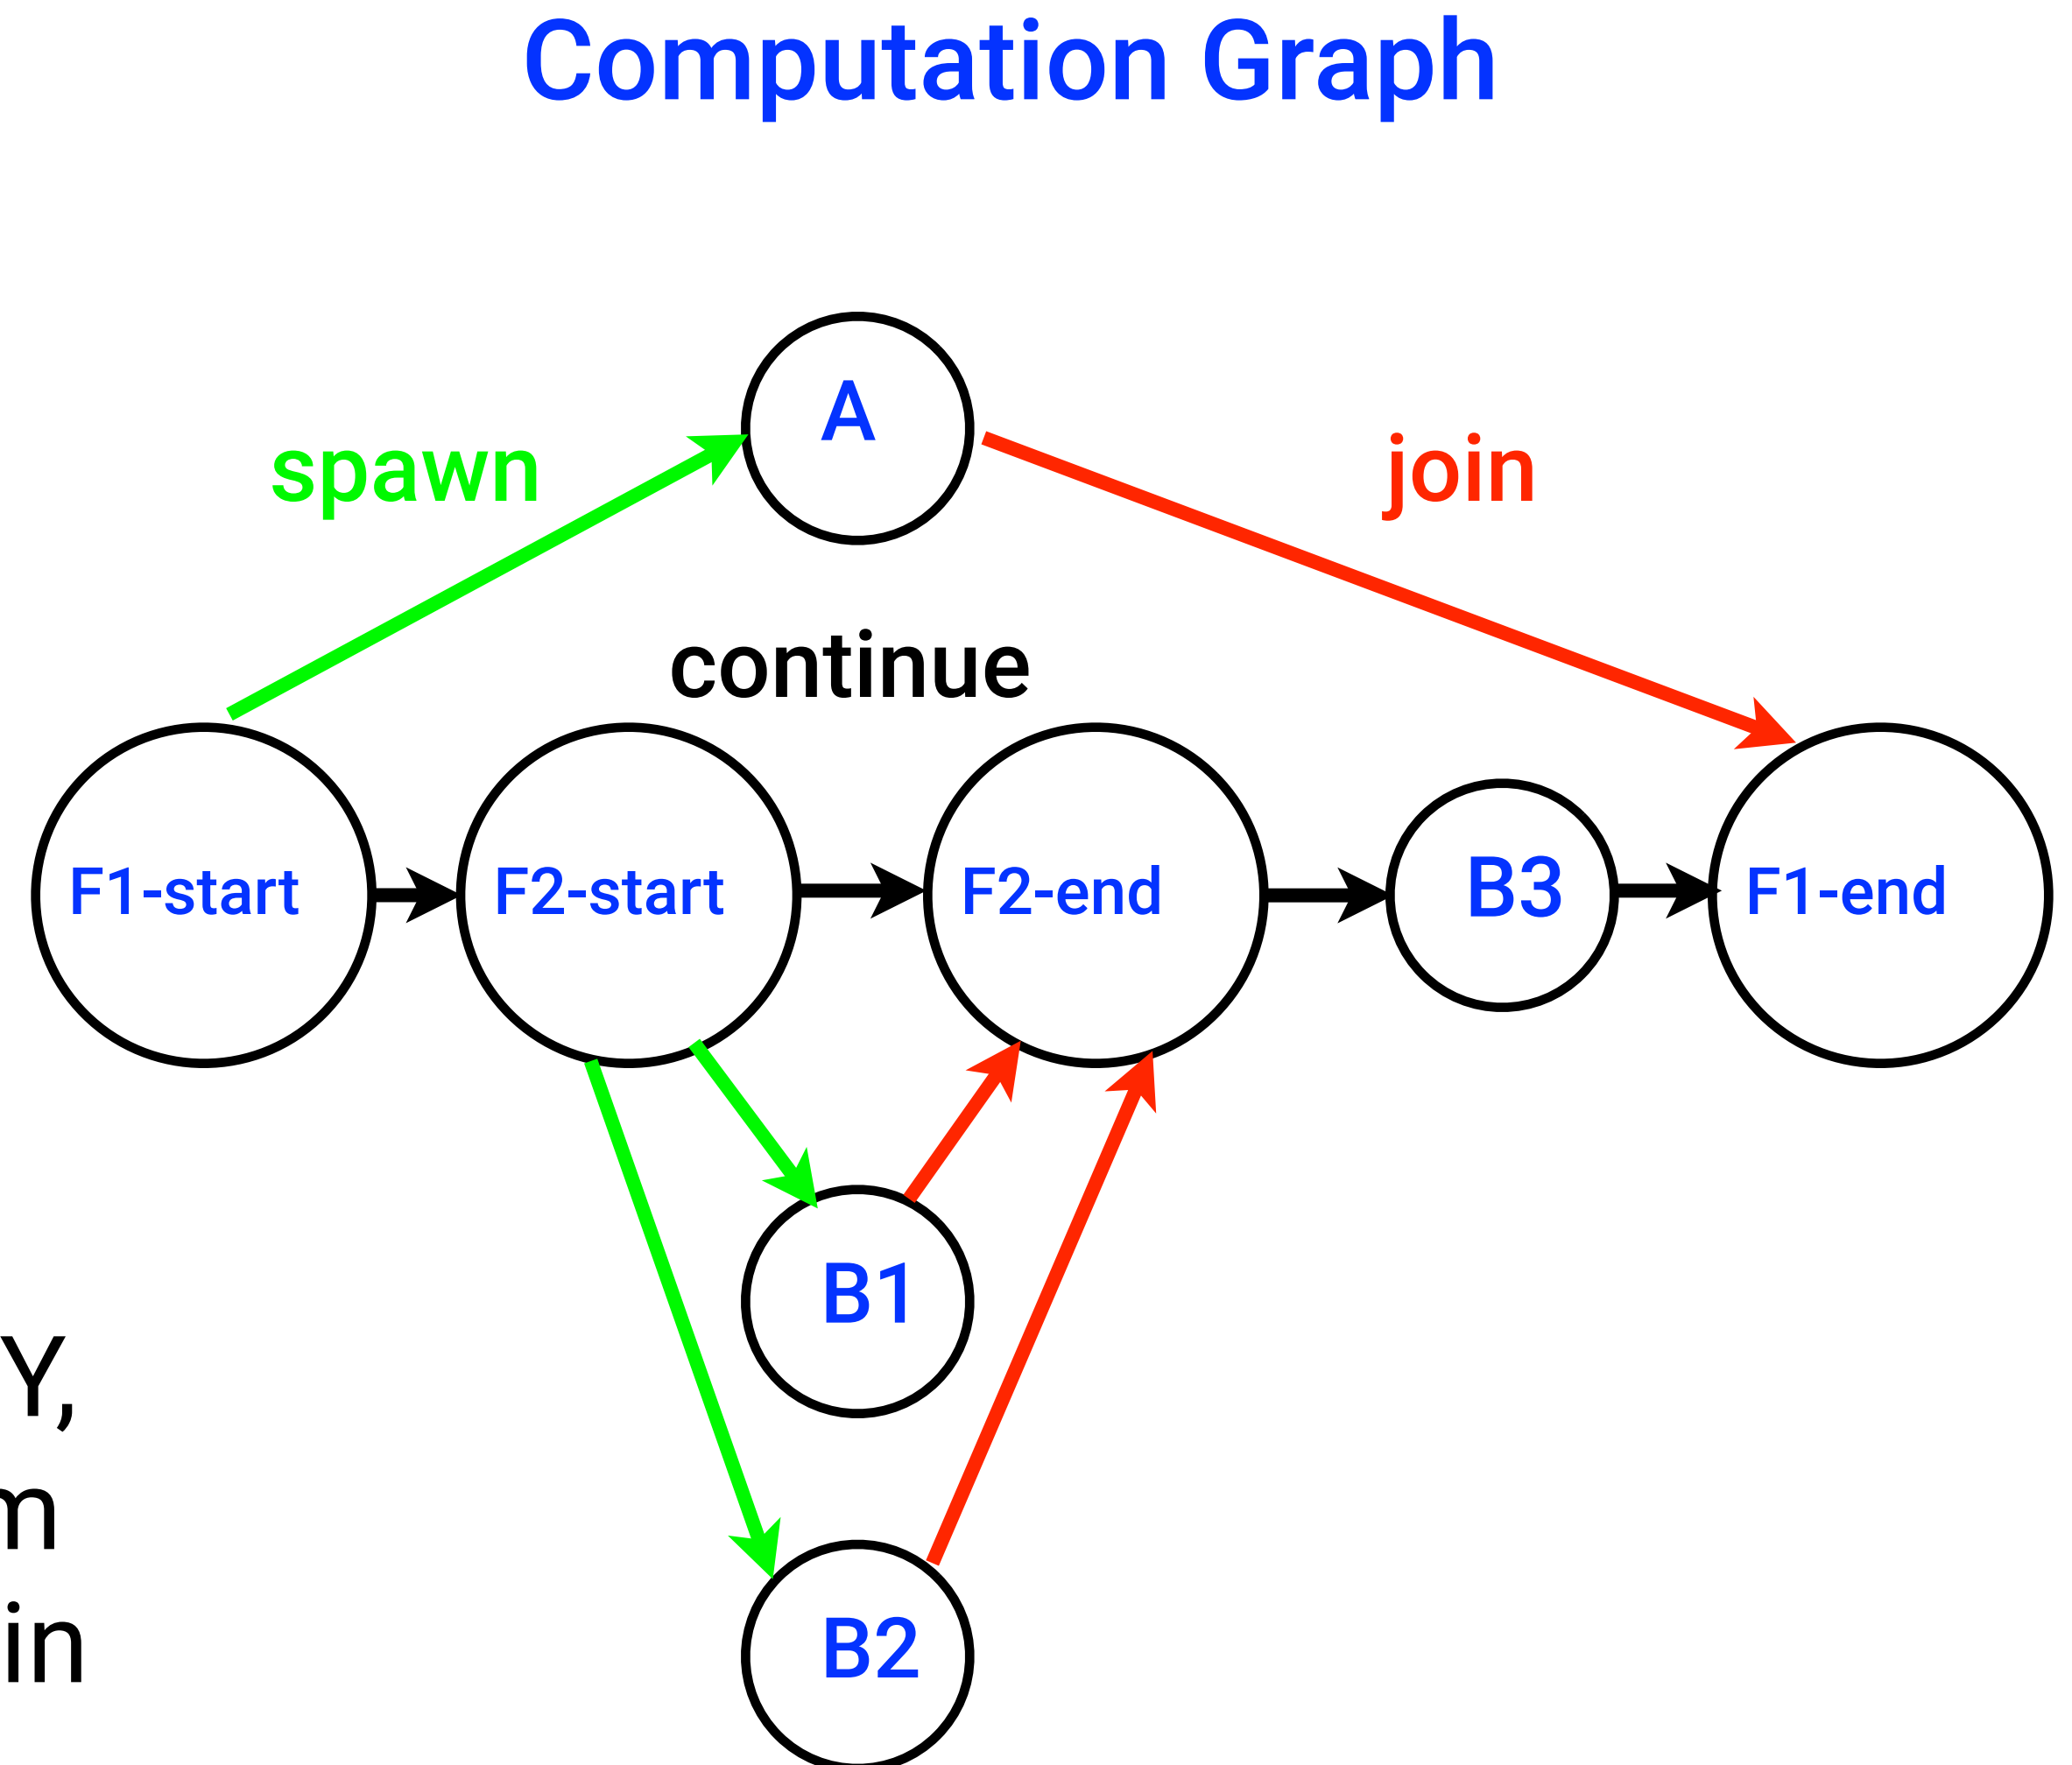 Computation Graph
A
spawn
join
continue
F1-start
F2-start
F2-end
B3
F1-end
B1
Y,
m
in
B2